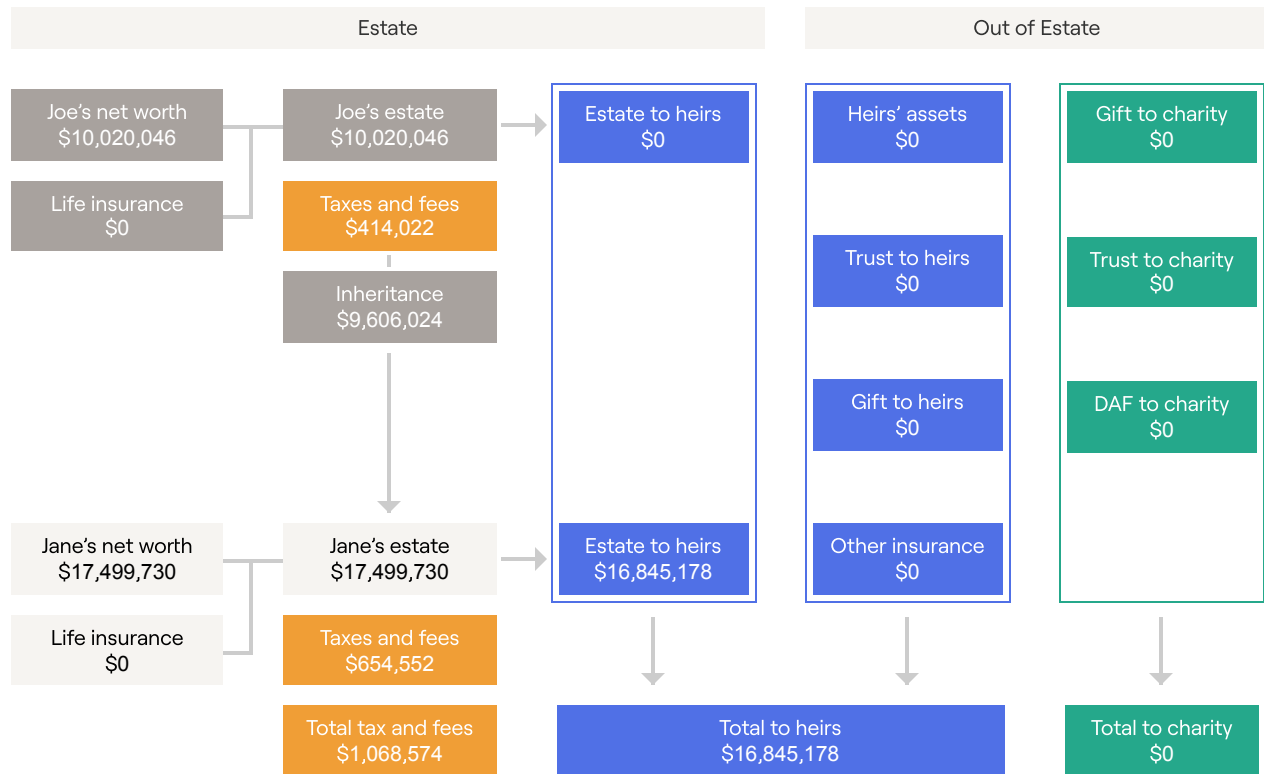 Estate
Out of Estate
Joe’s net worth
$10,020,046
Joe’s estate
$10,020,046
Estate to heirs
$0
Heirs’ assets
$0
Gift to charity
$0
Life insurance
$0
Taxes and fees
$414,022
Inheritance
$9,606,024
Trust to heirs
$0
Trust to charity
$0
Gift to heirs
$0
DAF to charity
$0
Jane’s net worth
$17,499,730
Jane’s estate
$17,499,730
Estate to heirs
$16,845,178
Other insurance
$0
Life insurance
$0
Taxes and fees
$654,552
Total tax and fees
$1,068,574
Total to heirs
$16,845,178
Total to charity
$0